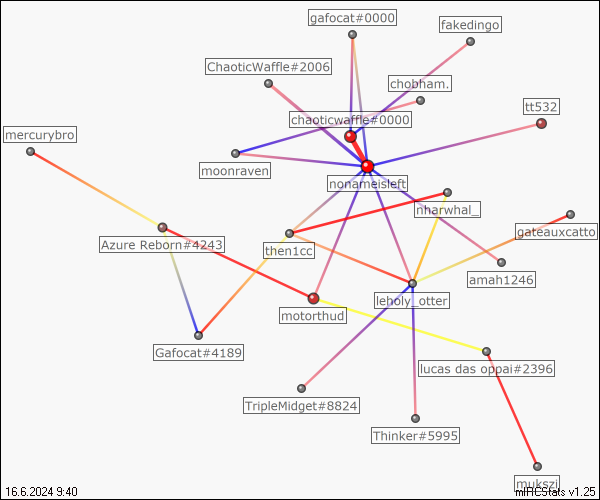 gafocat#0000
fakedingo
ChaoticWaffle#2006
chobham.
tt532
chaoticwaffle#0000
mercurybro
moonraven
nonameisleft
nharwhal_
gateauxcatto
Azure Reborn#4243
then1cc
amah1246
leholy_otter
motorthud
Gafocat#4189
lucas das oppai#2396
TripleMidget#8824
Thinker#5995
mukszi
16.6.2024 9:40
mIRCStats v1.25